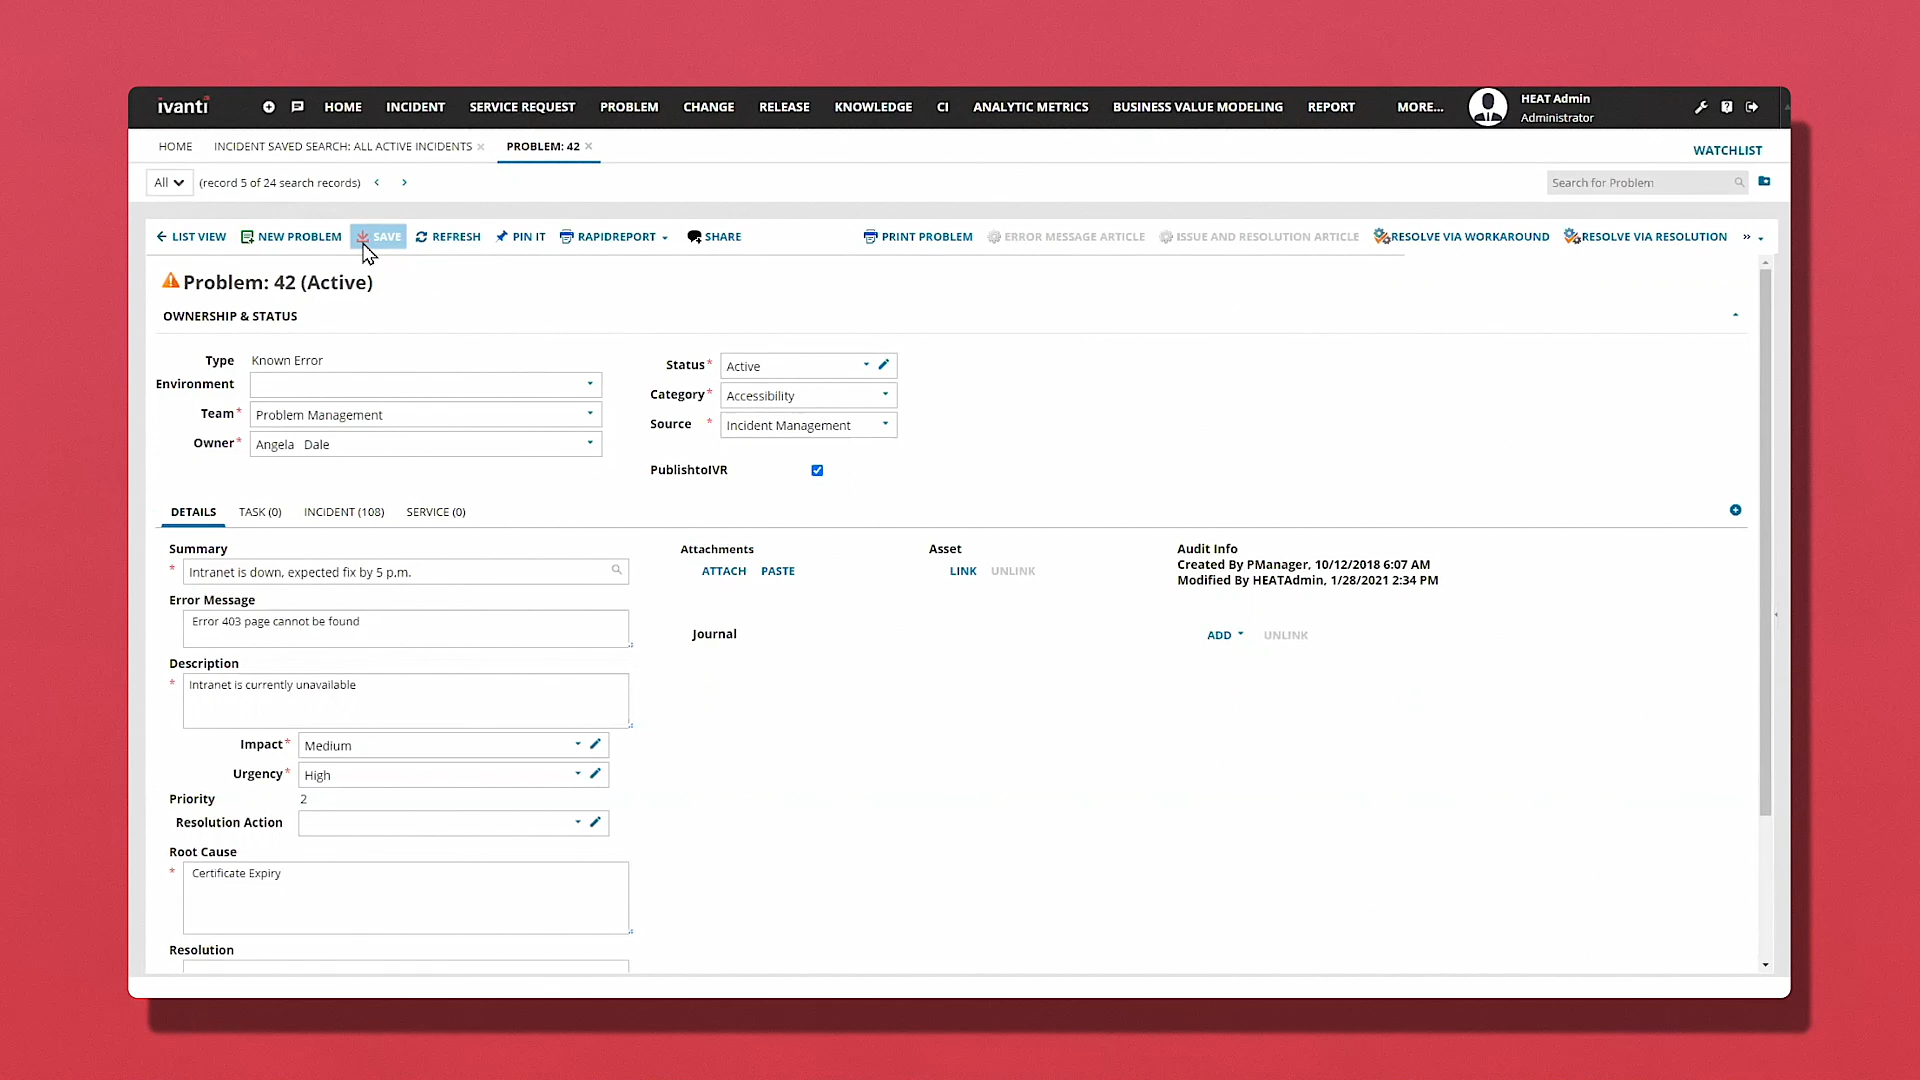 ivanti HOME INCIDENT SERVICE REQUEST PROBLEM CHANGE RELEASE KNOWLEDGE CI ANALYTIC METRICS BUSINESS VALUE MODELING REPORT MORE... HEAT Admin
Administrator
HOME INCIDENT SAVED SEARCH: ALL ACTIVE INCIDENTS PROBLEM: 42 WATCHLIST
All (record 5 of 24 search records) Search for Problem
LIST VIEW NEW PROBLEM SAVE REFRESH PIN IT RAPIDREPORT SHARE PRINT PROBLEM ERROR MESSAGE ARTICLE ISSUE AND RESOLUTION ARTICLE RESOLVE VIA WORKAROUND RESOLVE VIA RESOLUTION »
Problem: 42 (Active)
OWNERSHIP & STATUS
Type Known Error Status* Active
Environment Category* Accessibility
Team* Problem Management Source * Incident Management
Owner* Angela Dale
PublishtoIVR
DETAILS TASK (0) INCIDENT (108) SERVICE (0)
Summary Attachments Asset Audit Info
* Intranet is down, expected fix by 5 p.m. ATTACH PASTE LINK UNLINK Created By PManager, 10/12/2018 6:07 AM
Modified By HEATAdmin, 1/28/2021 2:34 PM
Error Message
Error 403 page cannot be found
Journal ADD UNLINK
Description
* Intranet is currently unavailable
Impact* Medium
Urgency* High
Priority 2
Resolution Action
Root Cause
* Certificate Expiry
Resolution